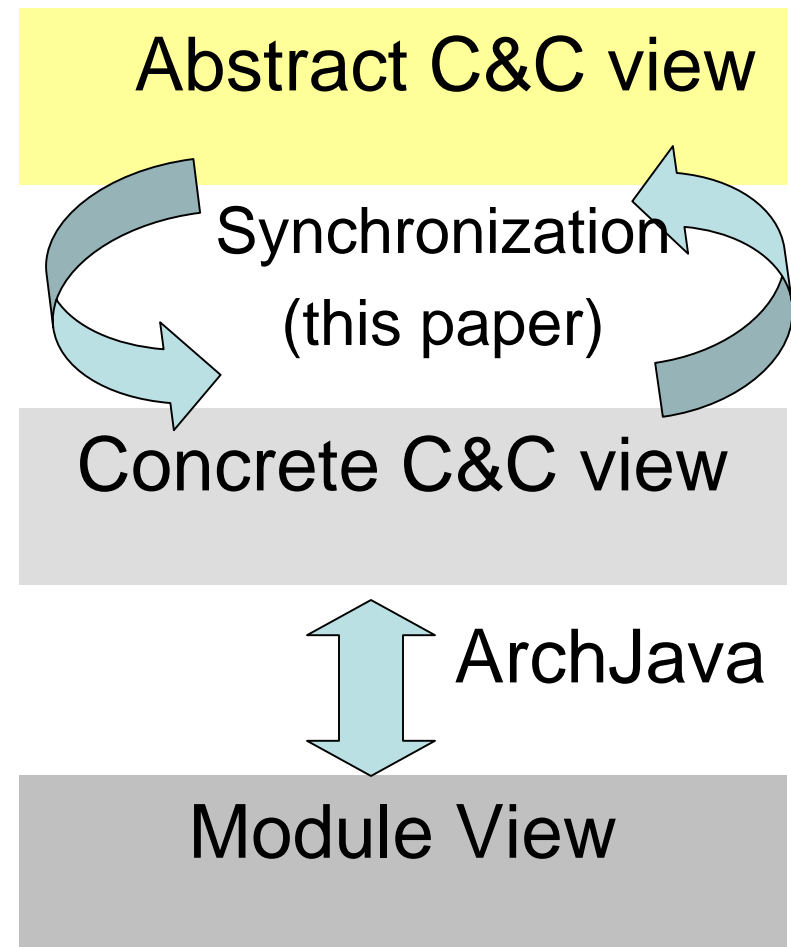 Abstract C&C view
Synchronization
(this paper)
Concrete C&C view
ArchJava
Module View